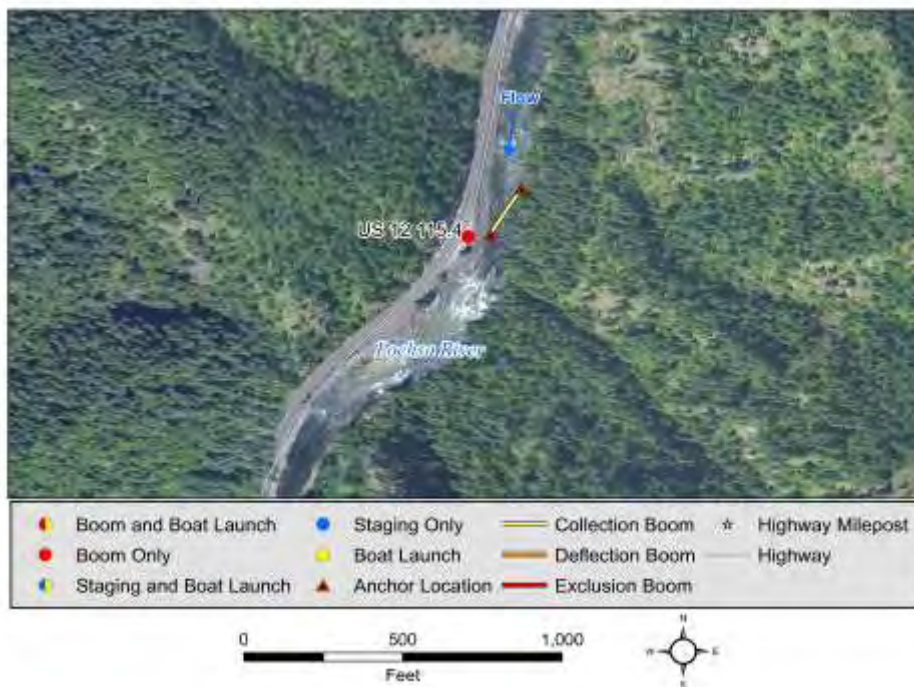 Flow
US 12 115.4
Lochsa River
Boom and Boat Launch
Staging Only
Collection Boom
Highway Milepost
Boom Only
Boat Launch
Deflection Boom
Highway
Staging and Boat Launch
Anchor Location
Exclusion Boom
0 500 1,000
Feet
N
W E
S